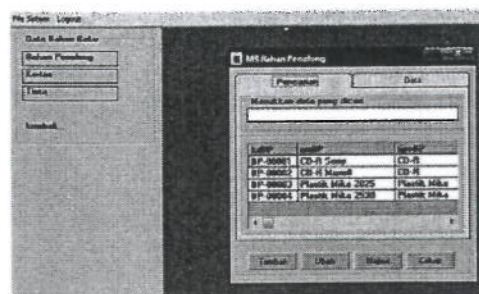 File Sistem Logout
Data Bahan Baku
Bahan Penolong
Kertas
Tinta
Kembali
MS Bahan Penolong
Pencarian Data
Masukkan data yang dicari
BP-00001 CD-R Sony CD-R
BP-00002 CD-R CD-R
BP-00003 Plastik Mika 2025 Plastik Mika
BP-00004 Plastik Mika Plastik Mika
Tambah Ubah Hapus Keluar